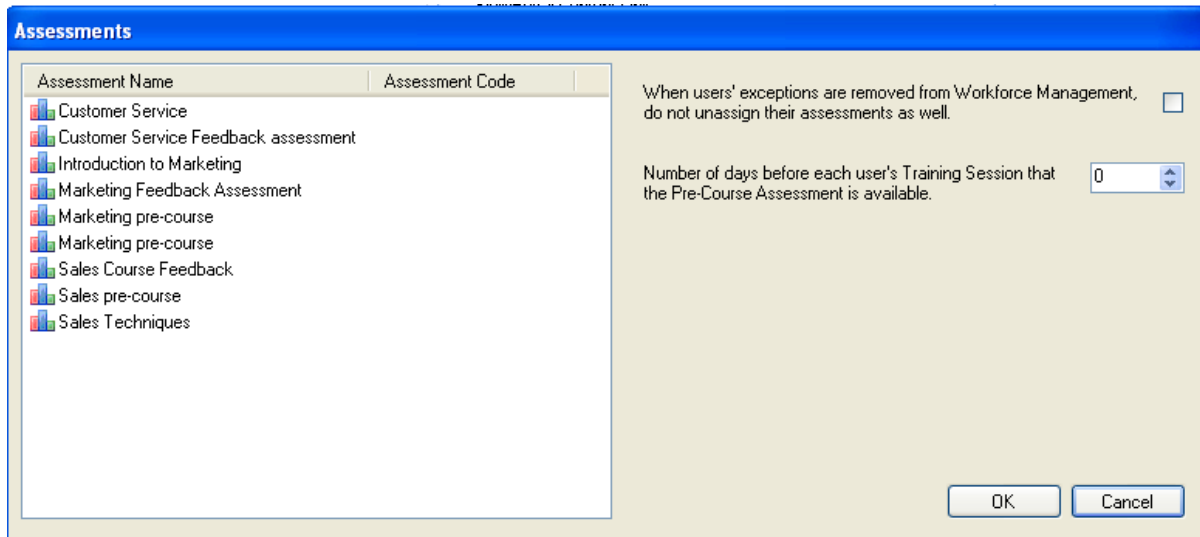 Assessments
Assessment Name Assessment Code
Customer Service
Customer Service Feedback assessment
Introduction to Marketing
Marketing Feedback Assessment
Marketing pre-course
Marketing pre-course
Sales Course Feedback
Sales pre-course
Sales Techniques
When users' exceptions are removed from Workforce Management,
do not unassign their assessments as well.
Number of days before each user's Training Session that
the Pre-Course Assessment is available.
0
OK Cancel